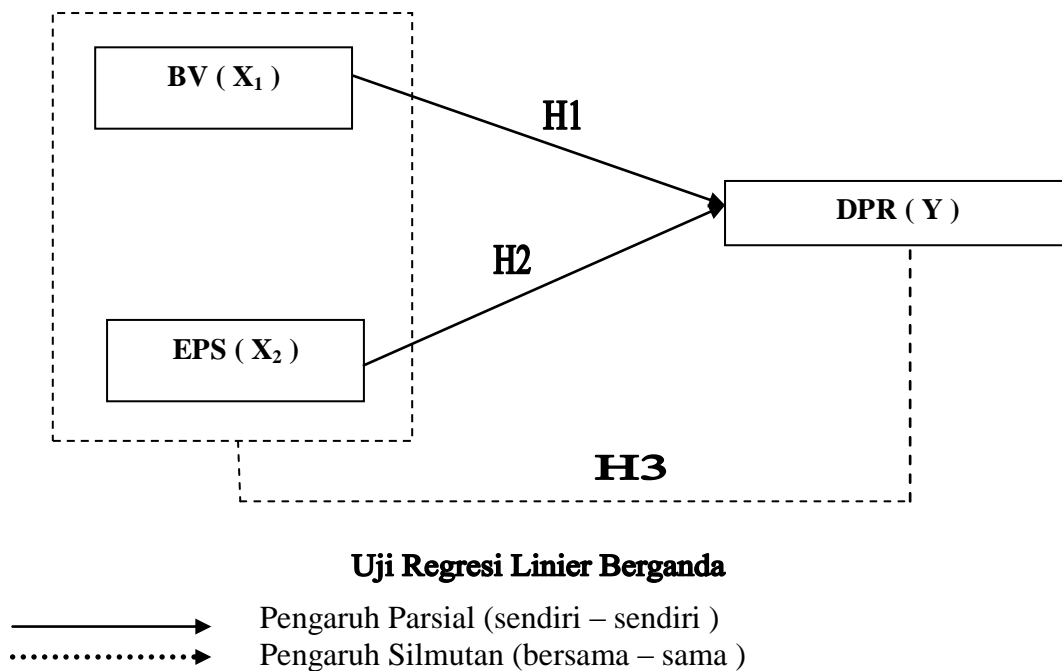 BV ( X₁ )
H1
DPR ( Y )
H2
EPS ( X₂ )
H3
Uji Regresi Linier Berganda
Pengaruh Parsial (sendiri – sendiri )
Pengaruh Silmutan (bersama – sama )